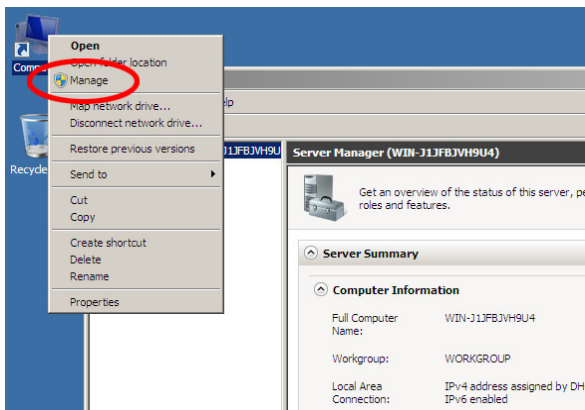 Open
Open folder location
Manage
Map network drive...
Disconnect network drive...
Restore previous versions
Send to
Cut
Copy
Create shortcut
Delete
Rename
Properties
Comp
Recycle
lp
J1JFBJVH9U
Server Manager (WIN-J1JFBJVH9U4)
Get an overview of the status of this server, pe
roles and features.
Server Summary
Computer Information
Full Computer
Name:
WIN-J1JFBJVH9U4
Workgroup:
WORKGROUP
Local Area
Connection:
IPv4 address assigned by DH
IPv6 enabled